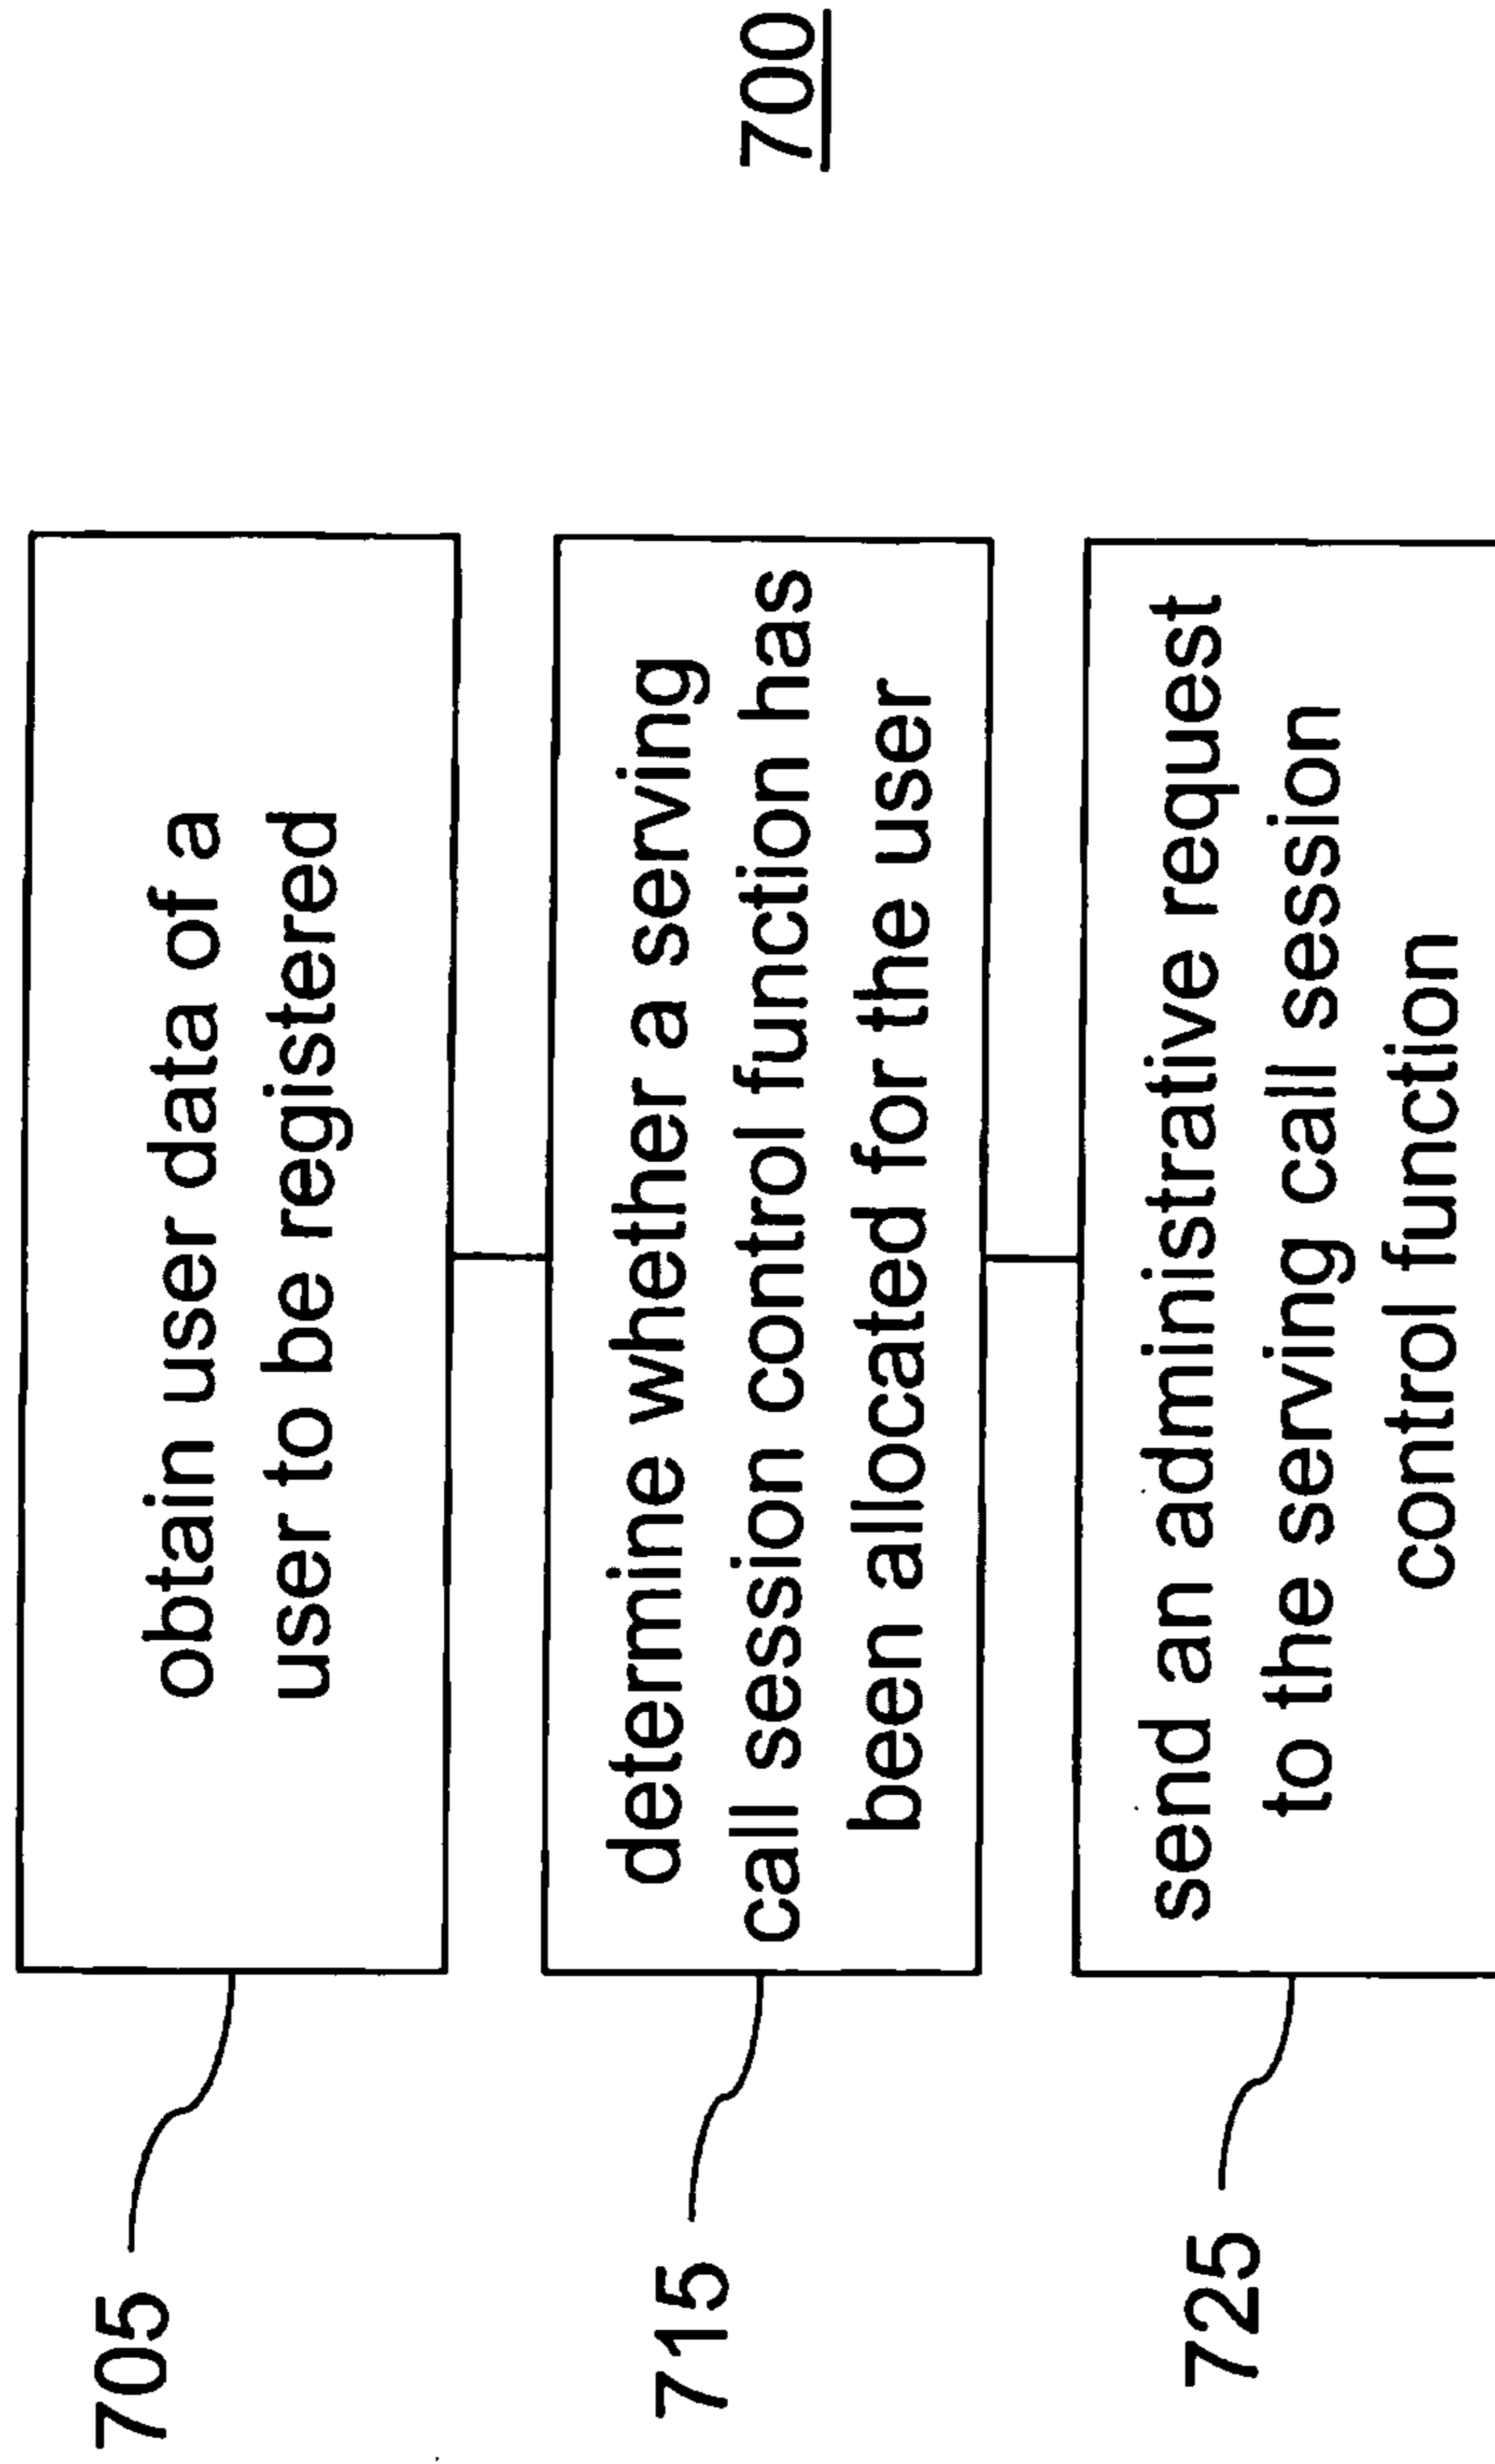 700
705
obtain user data of a
user to be registered
715
determine whether a serving
call session control function has
been allocated for the user
725
send an administrative request
to the serving call session
control function